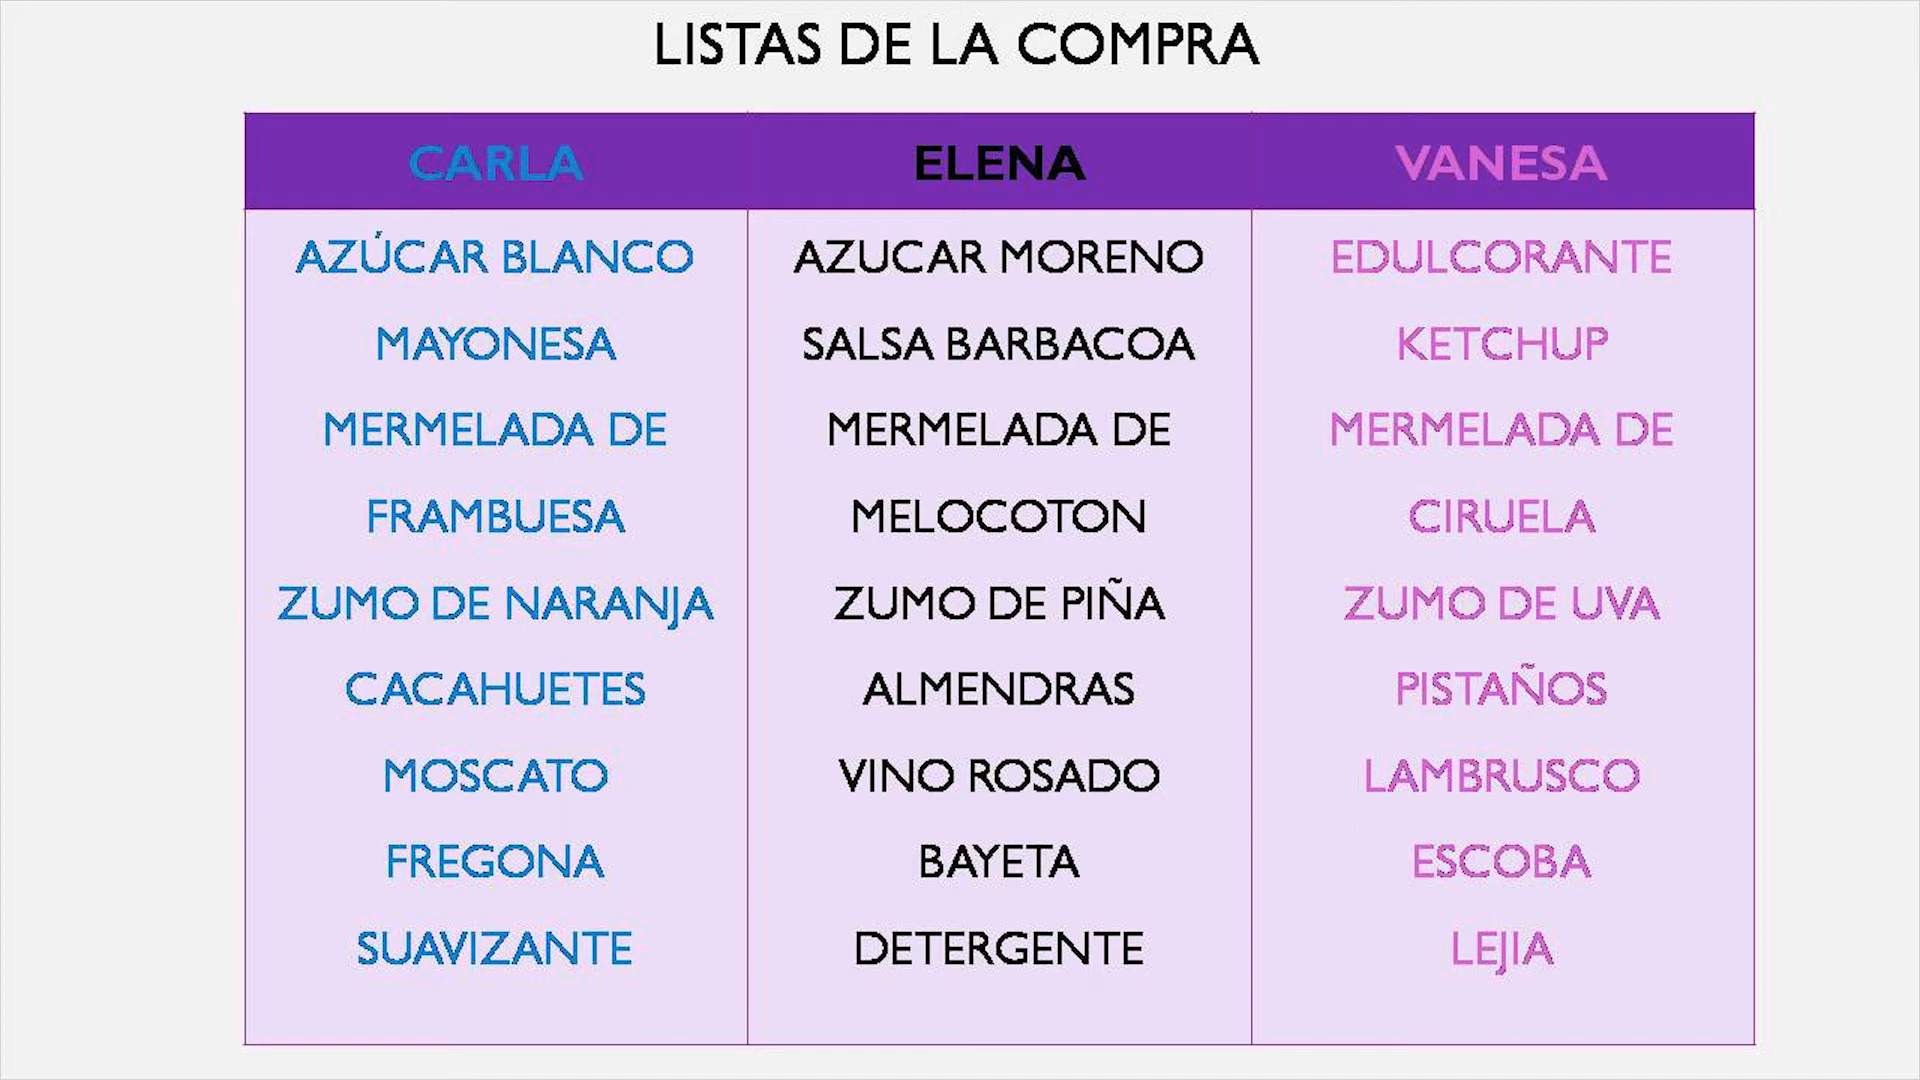 LISTAS DE LA COMPRA
CARLA ELENA VANESA
AZÚCAR BLANCO AZUCAR MORENO EDULCORANTE
MAYONESA SALSA BARBACOA KETCHUP
MERMELADA DE MERMELADA DE MERMELADA DE
FRAMBUESA MELOCOTON CIRUELA
ZUMO DE NARANJA ZUMO DE PIÑA ZUMO DE UVA
CACAHUETES ALMENDRAS PISTAÑOS
MOSCATO VINO ROSADO LAMBRUSCO
FREGONA BAYETA ESCOBA
SUAVIZANTE DETERGENTE LEJIA